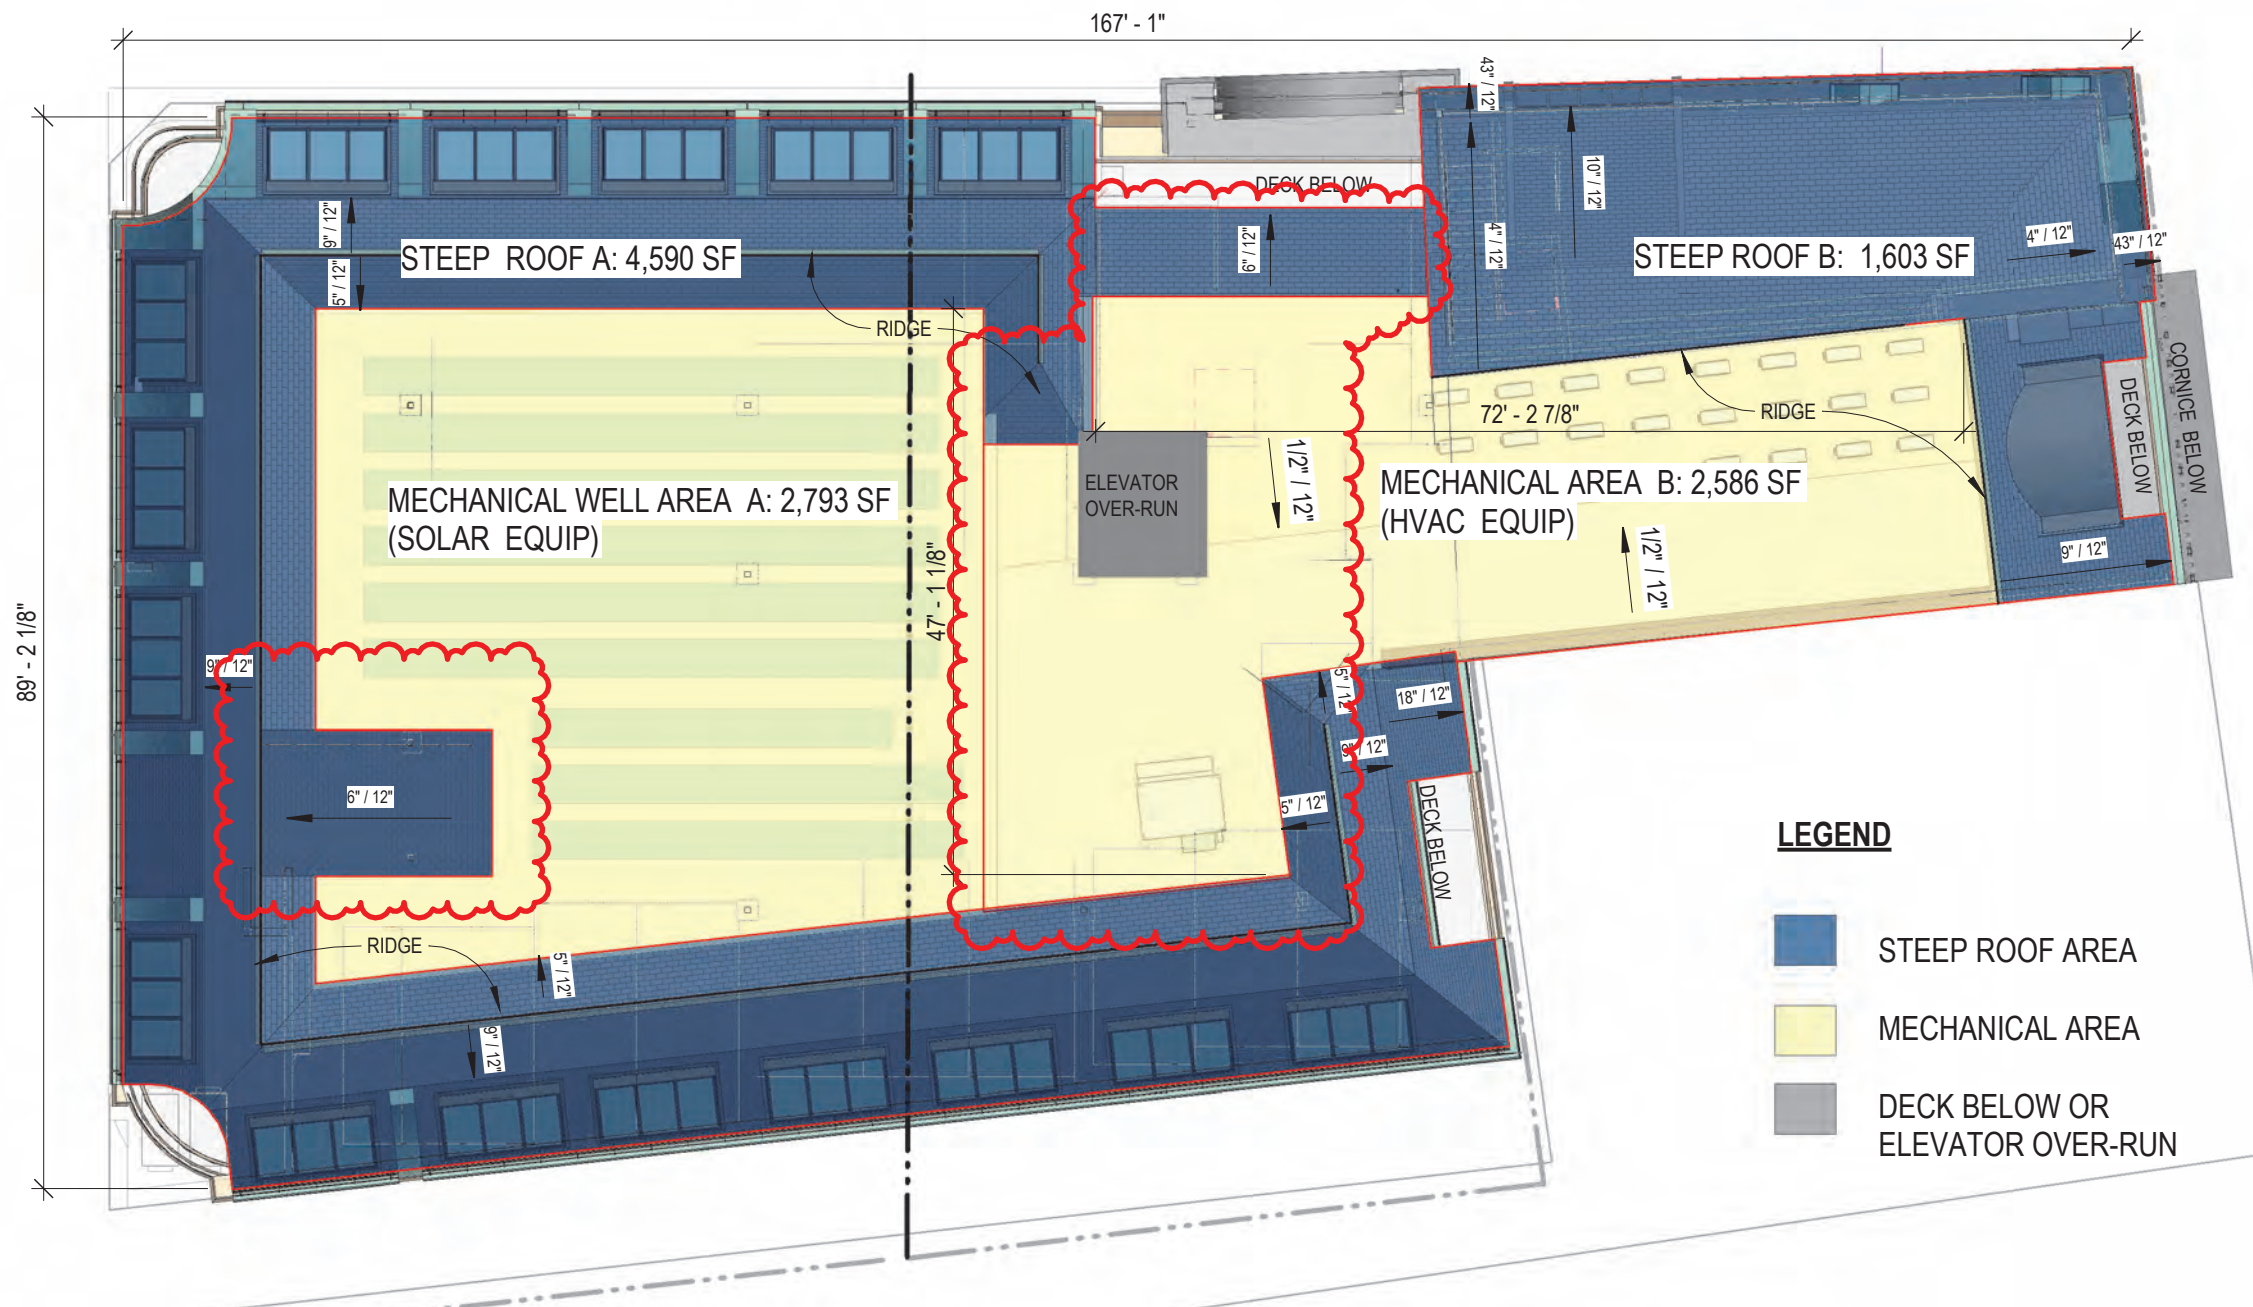 167' - 1"
43" / 12"
DECK BELOW
10" / 12"
9" / 12"
9" / 12"
4" / 12"
4" / 12"
43" / 12"
STEEP ROOF A: 4,590 SF
STEEP ROOF B: 1,603 SF
5" / 12"
RIDGE
CORNICE BELOW
DECK BELOW
72' - 2 7/8"
RIDGE
1/2" / 12"
ELEVATOR
OVER-RUN
MECHANICAL WELL AREA A: 2,793 SF
(SOLAR EQUIP)
MECHANICAL AREA B: 2,586 SF
(HVAC EQUIP)
47' - 1 1/8"
1/2" / 12"
9" / 12"
89' - 2 1/8"
9" / 12"
5" / 12"
18" / 12"
9" / 12"
6" / 12"
5" / 12"
DECK BELOW
RIDGE
5" / 12"
9" / 12"
LEGEND
STEEP ROOF AREA
MECHANICAL AREA
DECK BELOW OR
ELEVATOR OVER-RUN